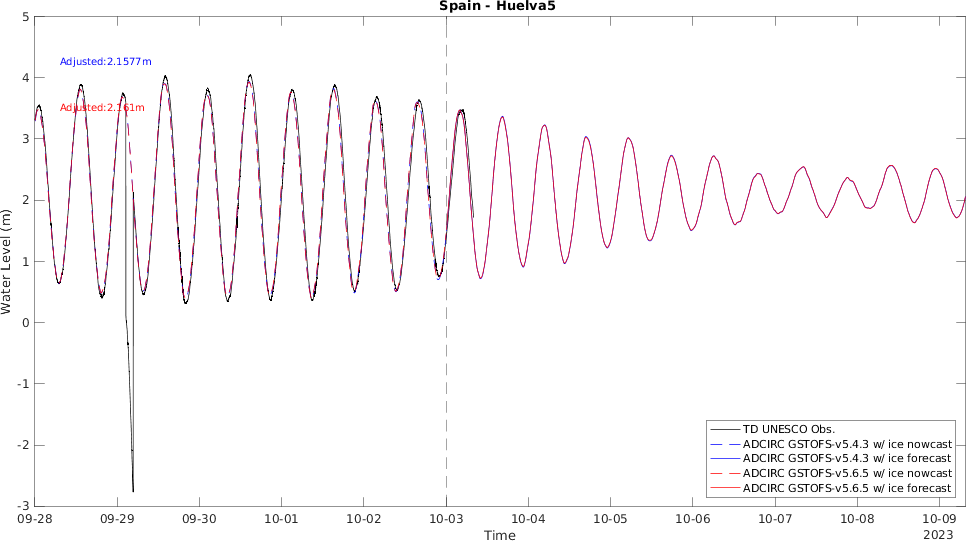 Spain - Huelva5
5
4
3
2
1
0
-1
-2
-3
Water Level (m)
Adjusted:2.1577m
Adjusted:2.161m
TD UNESCO Obs.
ADCIRC GSTOFS-v5.4.3 w/ ice nowcast
ADCIRC GSTOFS-v5.4.3 w/ ice forecast
ADCIRC GSTOFS-v5.6.5 w/ ice nowcast
ADCIRC GSTOFS-v5.6.5 w/ ice forecast
09-28 09-29 09-30 10-01 10-02 10-03 10-04 10-05 10-06 10-07 10-08 10-09
Time
2023